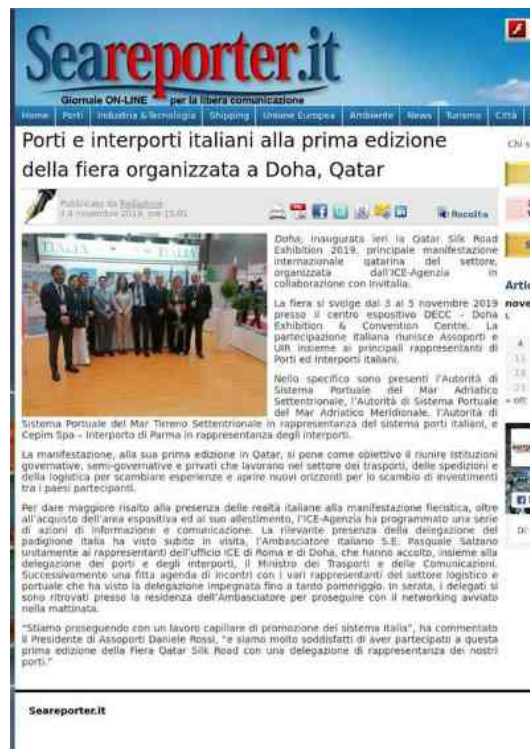 Seareporter.it
Giornale ON-LINE per la libera comunicazione
Home Porti Industria & Tecnologia Shipping Unione Europea Ambiente News Turismo Città
Porti e interporti italiani alla prima edizione
della fiera organizzata a Doha, Qatar
Chi s
Pubblicato da Redazione
il 4 novembre 2019, ore 15:01
Ascolta
Doha, inaugurata ieri la Qatar Silk Road
Exhibition 2019, principale manifestazione
internazionale qatarina del settore,
organizzata dall'ICE-Agenzia in
collaborazione con Invitalia.
Artic
nove
La fiera si svolge dal 3 al 5 novembre 2019
presso il centro espositivo DECC – Doha
Exhibition & Convention Centre. La
partecipazione italiana riunisce Assoporti e
UIR insieme ai principali rappresentanti di
Porti ed interporti italiani.
Nello specifico sono presenti l'Autorità di
Sistema Portuale del Mar Adriatico
Settentrionale, l'Autorità di Sistema Portuale
del Mar Adriatico Meridionale, l'Autorità di
Sistema Portuale del Mar Tirreno Settentrionale in rappresentanza del sistema porti italiani, e
Cepim Spa – Interporto di Parma in rappresentanza degli interporti.
« ott
La manifestazione, alla sua prima edizione in Qatar, si pone come obiettivo il riunire istituzioni
governative, semi-governative e privati che lavorano nel settore dei trasporti, delle spedizioni e
della logistica per scambiare esperienze e aprire nuovi orizzonti per lo scambio di investimenti
tra i paesi partecipanti.
Per dare maggiore risalto alla presenza delle realtà italiane alla manifestazione fieristica, oltre
all'acquisto dell'area espositiva ed al suo allestimento, l'ICE-Agenzia ha programmato una serie
di azioni di informazione e comunicazione. La rilevante presenza della delegazione del
padiglione Italia ha visto subito in visita, l'Ambasciatore Italiano S.E. Pasquale Salzano
unitamente ai rappresentanti dell'ufficio ICE di Roma e di Doha, che hanno accolto, insieme alla
delegazione dei porti e degli interporti, il Ministro dei Trasporti e delle Comunicazioni.
Successivamente una fitta agenda di incontri con i vari rappresentanti del settore logistico e
portuale che ha visto la delegazione impegnata fino a tardo pomeriggio. In serata, i delegati si
sono ritrovati presso la residenza dell'Ambasciatore per proseguire con il networking avviato
nella mattinata.
"Stiamo proseguendo con un lavoro capillare di promozione del sistema Italia", ha commentato
il Presidente di Assoporti Daniele Rossi, "e siamo molto soddisfatti di aver partecipato a questa
prima edizione della Fiera Qatar Silk Road con una delegazione di rappresentanza dei nostri
porti."
Seareporter.it